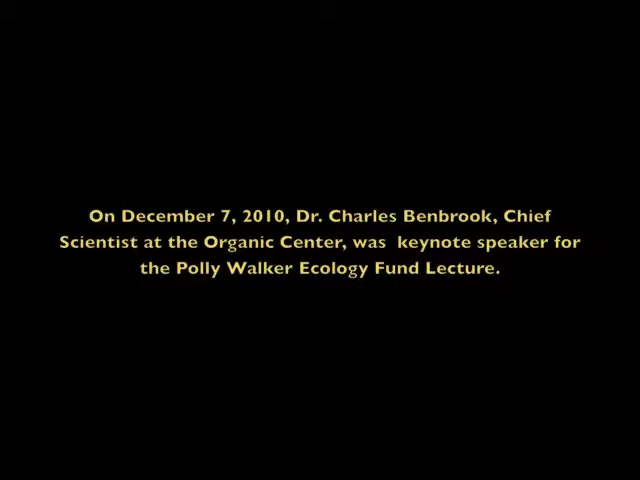 On December 7, 2010, Dr. Charles Benbrook, Chief
Scientist at the Organic Center, was  keynote speaker for
the Polly Walker Ecology Fund Lecture.